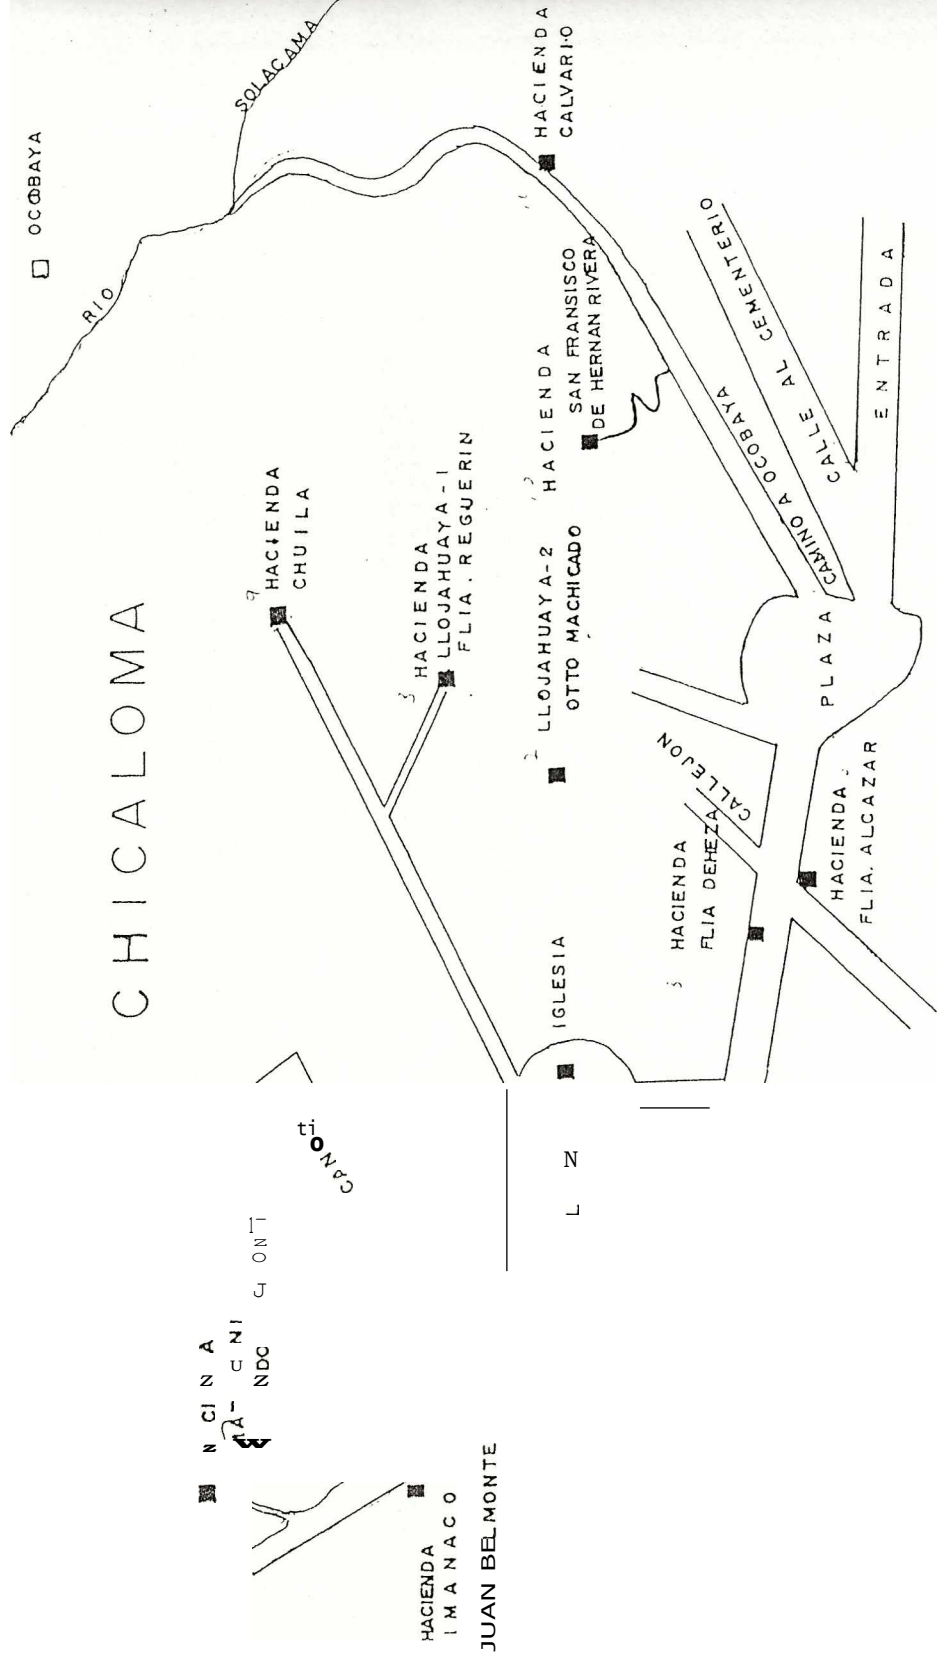 CHICALOMA
OCOBAYA
RIO
SOLACAMA
HACIENDA
CHUILA
HACIENDA
LLOJAHUAYA-1
FLIA. REGUERIN
HACIENDA
CALVARIO
HACIENDA
SAN FRANSISCO
DE HERNAN RIVERA
LLOJAHUAYA-2
OTTO MACHICADO
CAMINO A OCOBAYA
CALLE AL CEMENTERIO
ENTRADA
PLAZA
CALLEJON
HACIENDA
FLIA DEHEZA
HACIENDA
FLIA. ALCAZAR
IGLESIA
HACIENDA
IMANACO
JUAN BELMONTE